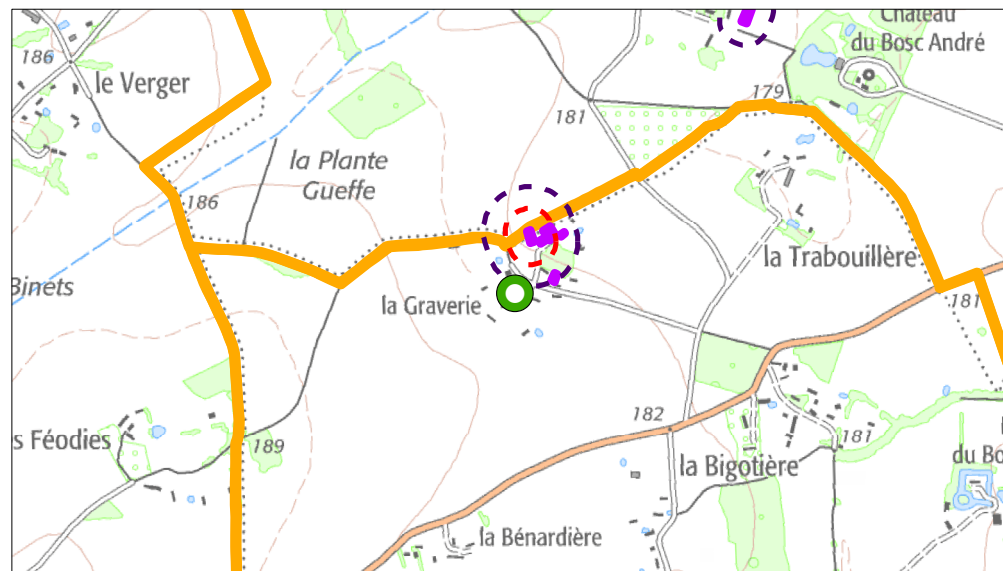 Château
du Bosc André
186
le Verger
179
181
la Plante
Gueffe
186
la Trabouillère
Binets
la Graverie
181
182
s Féodies
189
181
la Bigotière
du Bo
la Bénardière